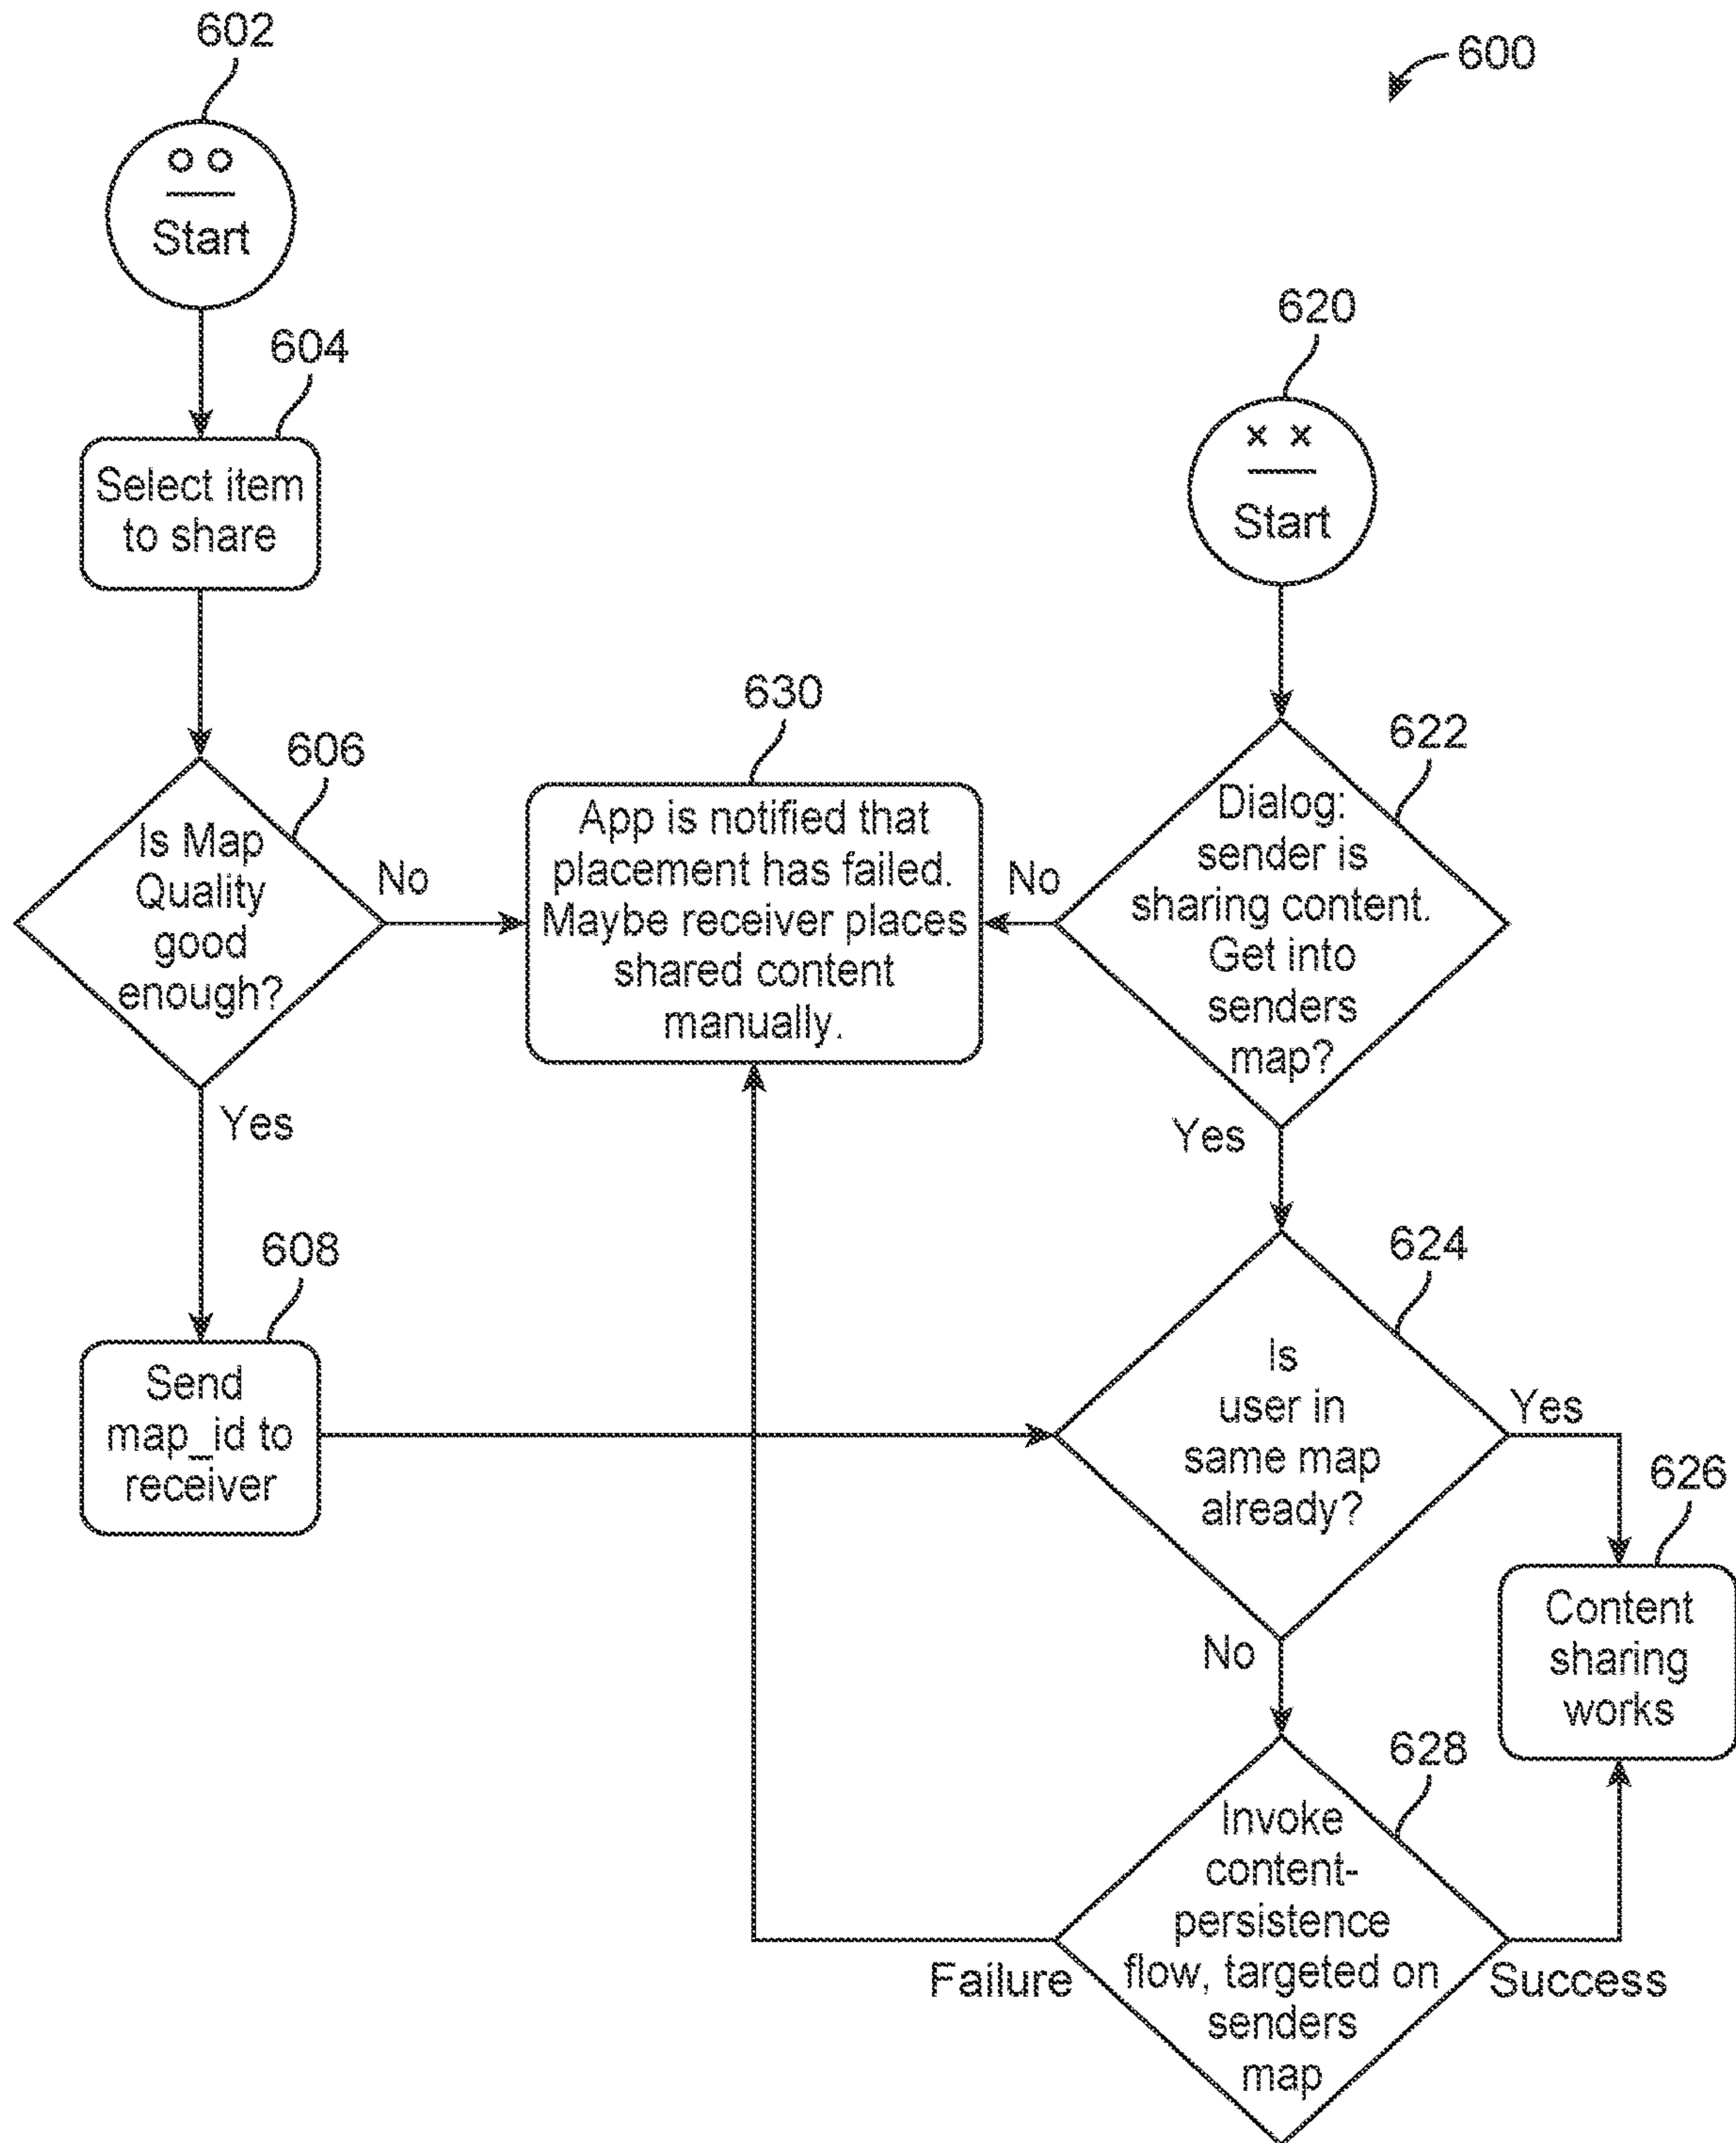 602
600
Start
604
Select item
to share
620
Start
606
Is Map
Quality
good
enough?
No
Yes
630
App is notified that
placement has failed.
Maybe receiver places
shared content
manually.
622
Dialog:
sender is
sharing content.
Get into
senders
map?
No
Yes
608
Send
map_id to
receiver
624
Is
user in
same map
already?
Yes
No
626
Content
sharing
works
628
Invoke
content-
persistence
flow, targeted on
senders
map
Failure
Success